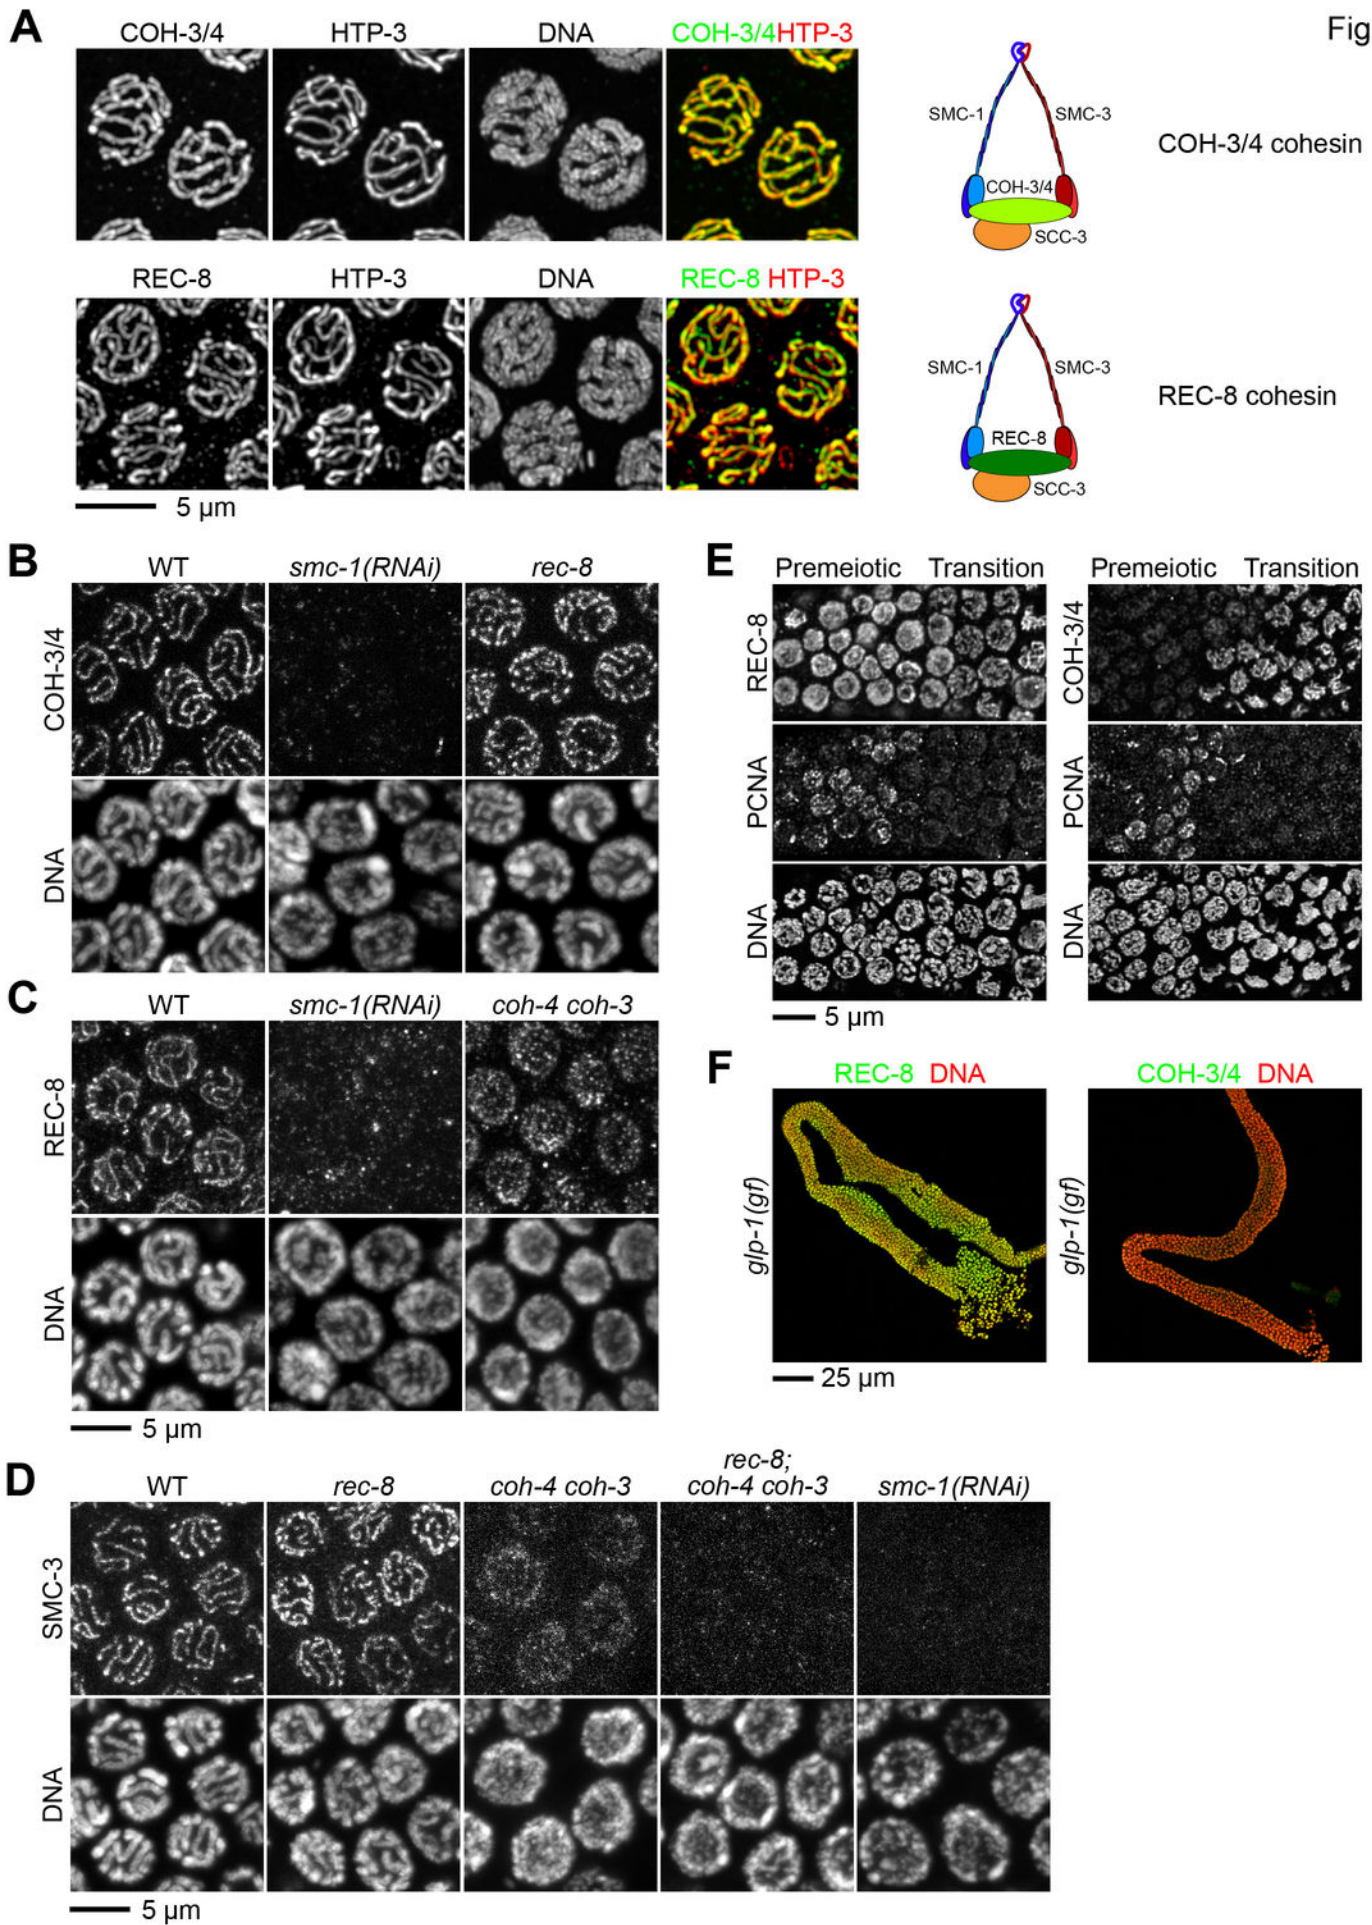 A
COH-3/4 HTP-3 DNA COH-3/4HTP-3
Fig
SMC-1 SMC-3
COH-3/4
SCC-3
COH-3/4 cohesin
REC-8 HTP-3 DNA REC-8 HTP-3
SMC-1 SMC-3
REC-8
SCC-3
REC-8 cohesin
5 µm
B
WT smc-1(RNAi) rec-8
COH-3/4
DNA
C
WT smc-1(RNAi) coh-4 coh-3
REC-8
DNA
5 µm
D
WT rec-8 coh-4 coh-3 rec-8;
coh-4 coh-3 smc-1(RNAi)
SMC-3
DNA
5 µm
E
Premeiotic Transition Premeiotic Transition
REC-8 COH-3/4
PCNA PCNA
DNA DNA
5 µm
F
REC-8 DNA COH-3/4 DNA
glp-1(gf) glp-1(gf)
25 µm